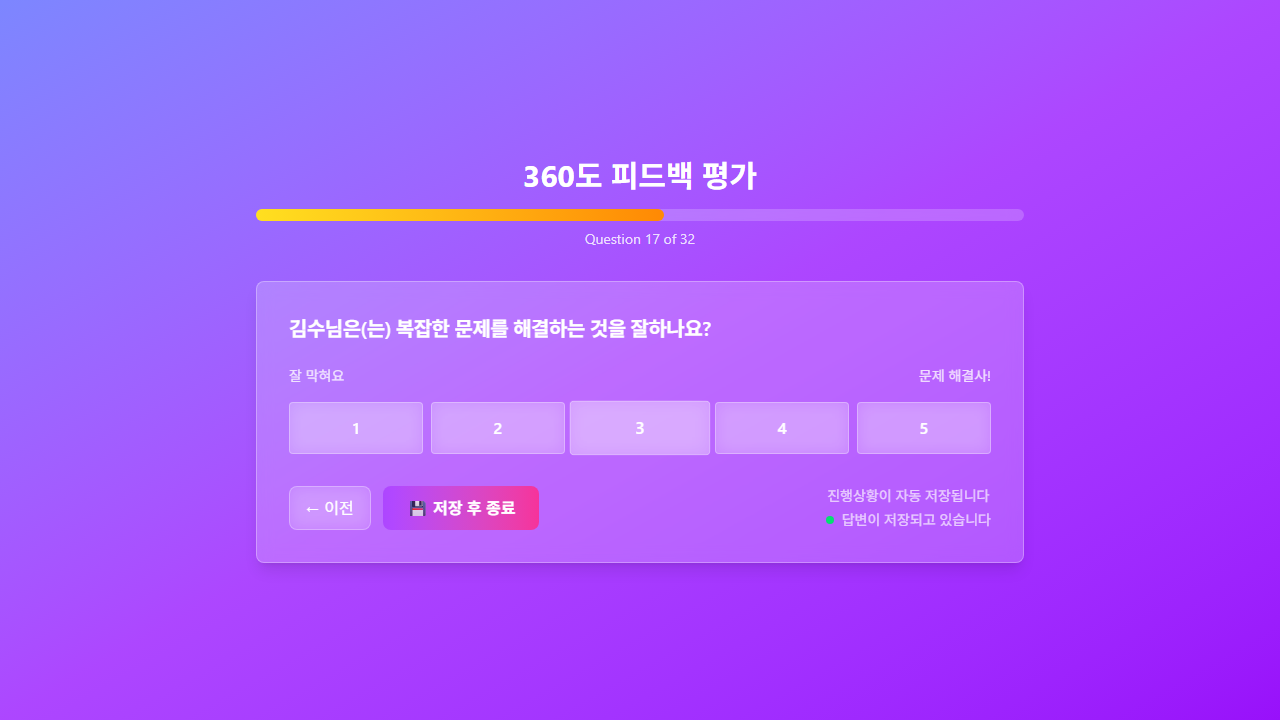 360도 피드백 평가
Question 17 of 32
김수님은(는) 복잡한 문제를 해결하는 것을 잘하나요?
잘 막혀요 문제 해결사!
1 2 3 4 5
← 이전 💾 저장 후 종료
진행상황이 자동 저장됩니다
답변이 저장되고 있습니다